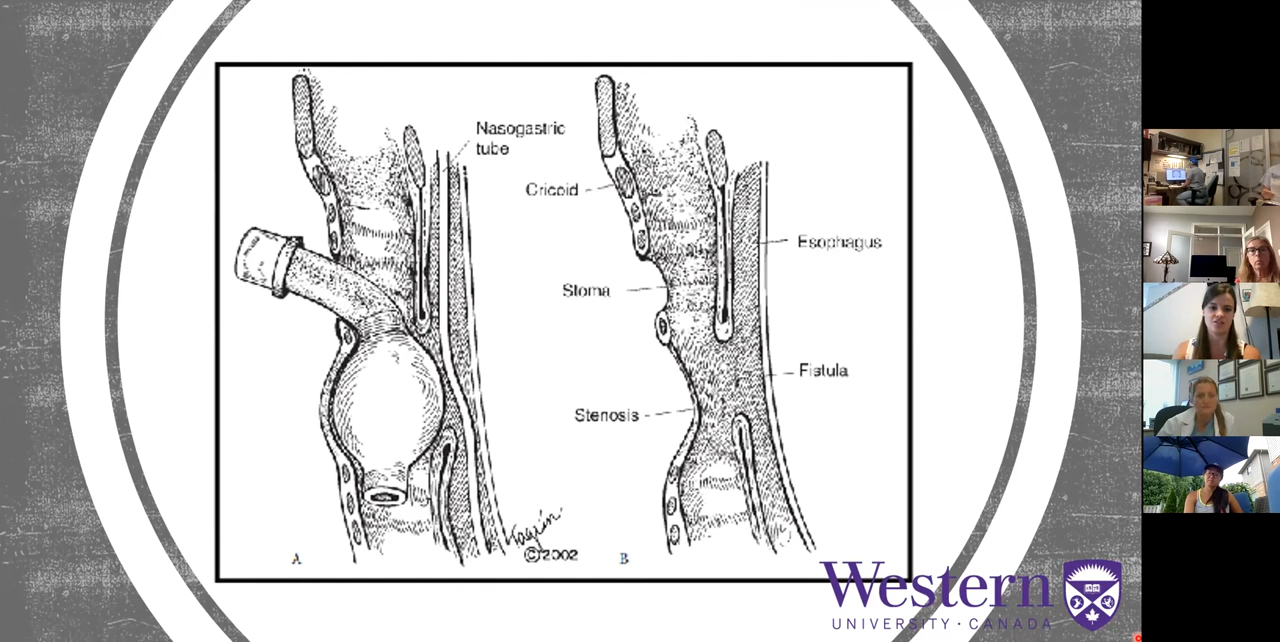 Nasogastric
tube
Cricoid
Esophagus
Stoma
Fistula
Stenosis
©2002
A
B
Western
UNIVERSITY · CANADA